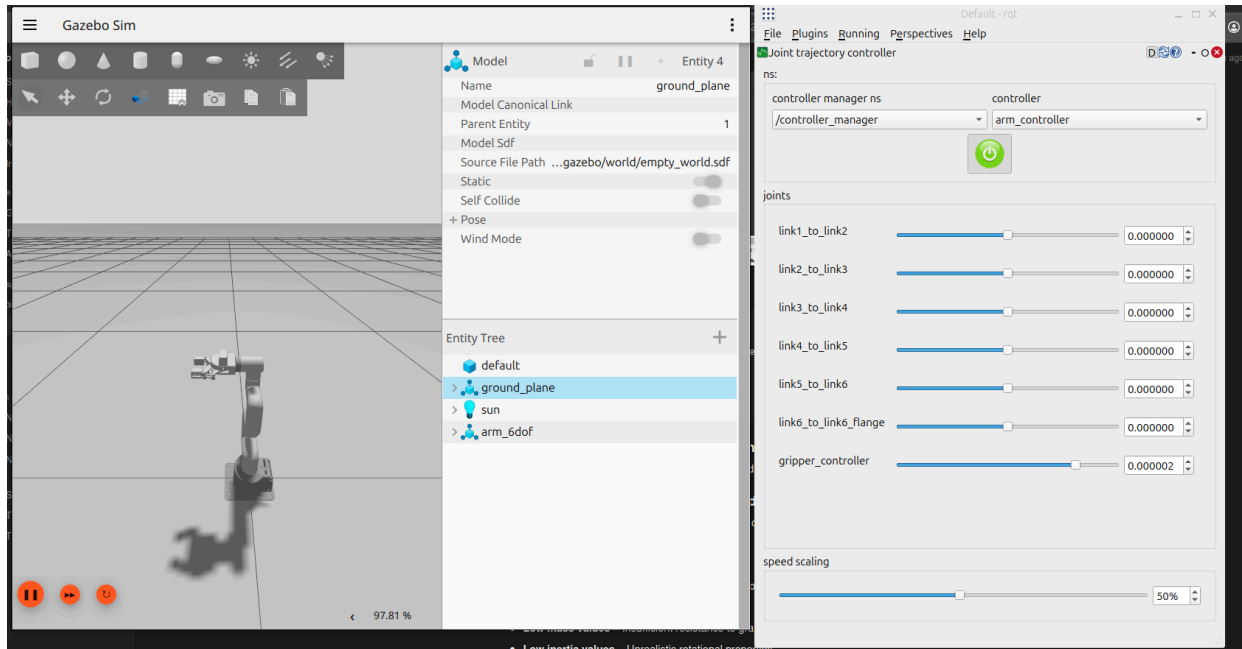 Gazebo Sim
Model
Entity 4
Name ground_plane
Model Canonical Link
Parent Entity 1
Model Sdf
Source File Path ...gazebo/world/empty_world.sdf
Static
Self Collide
+ Pose
Wind Mode
Entity Tree
default
ground_plane
sun
arm_6dof
97.81 %
Default - rqt
File Plugins Running Perspectives Help
Joint trajectory controller
D
- O
ns:
controller manager ns controller
/controller_manager arm_controller
joints
link1_to_link2 0.000000
link2_to_link3 0.000000
link3_to_link4 0.000000
link4_to_link5 0.000000
link5_to_link6 0.000000
link6_to_link6_flange 0.000000
gripper_controller 0.000002
speed scaling
50%